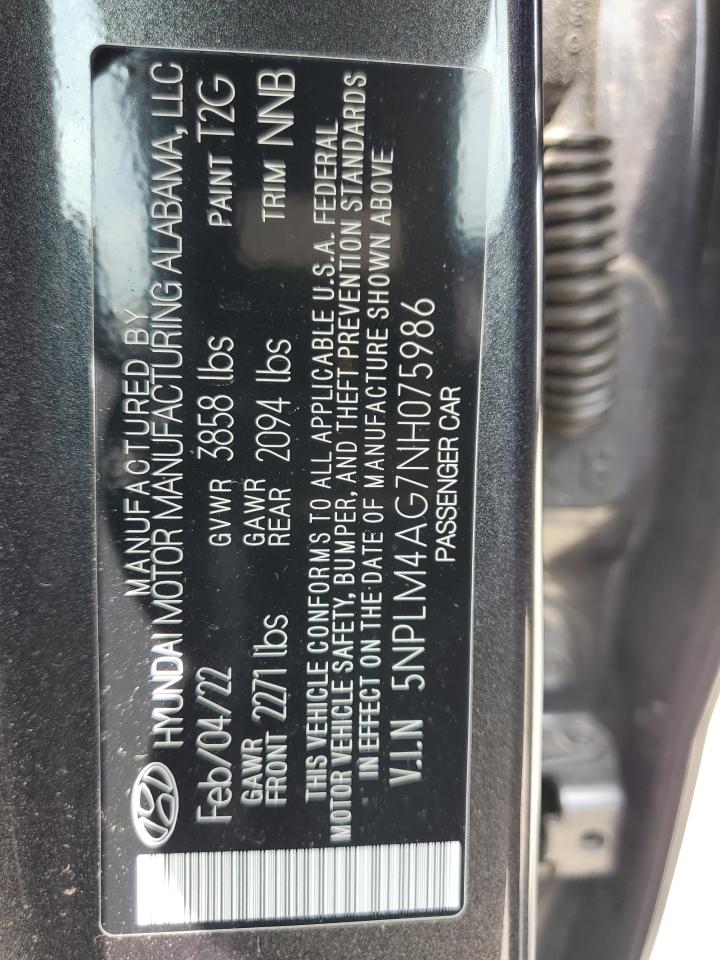 MANUFACTURED BY
HYUNDAI MOTOR MANUFACTURING ALABAMA, LLC
Feb/04/22 GVWR 3858 lbs PAINT T2G
GAWR FRONT 2271 lbs GAWR REAR 2094 lbs TRIM NNB
THIS VEHICLE CONFORMS TO ALL APPLICABLE U.S.A. FEDERAL
MOTOR VEHICLE SAFETY, BUMPER, AND THEFT PREVENTION STANDARDS
IN EFFECT ON THE DATE OF MANUFACTURE SHOWN ABOVE
V.I.N 5NPLM4AG7NH075986
PASSENGER CAR